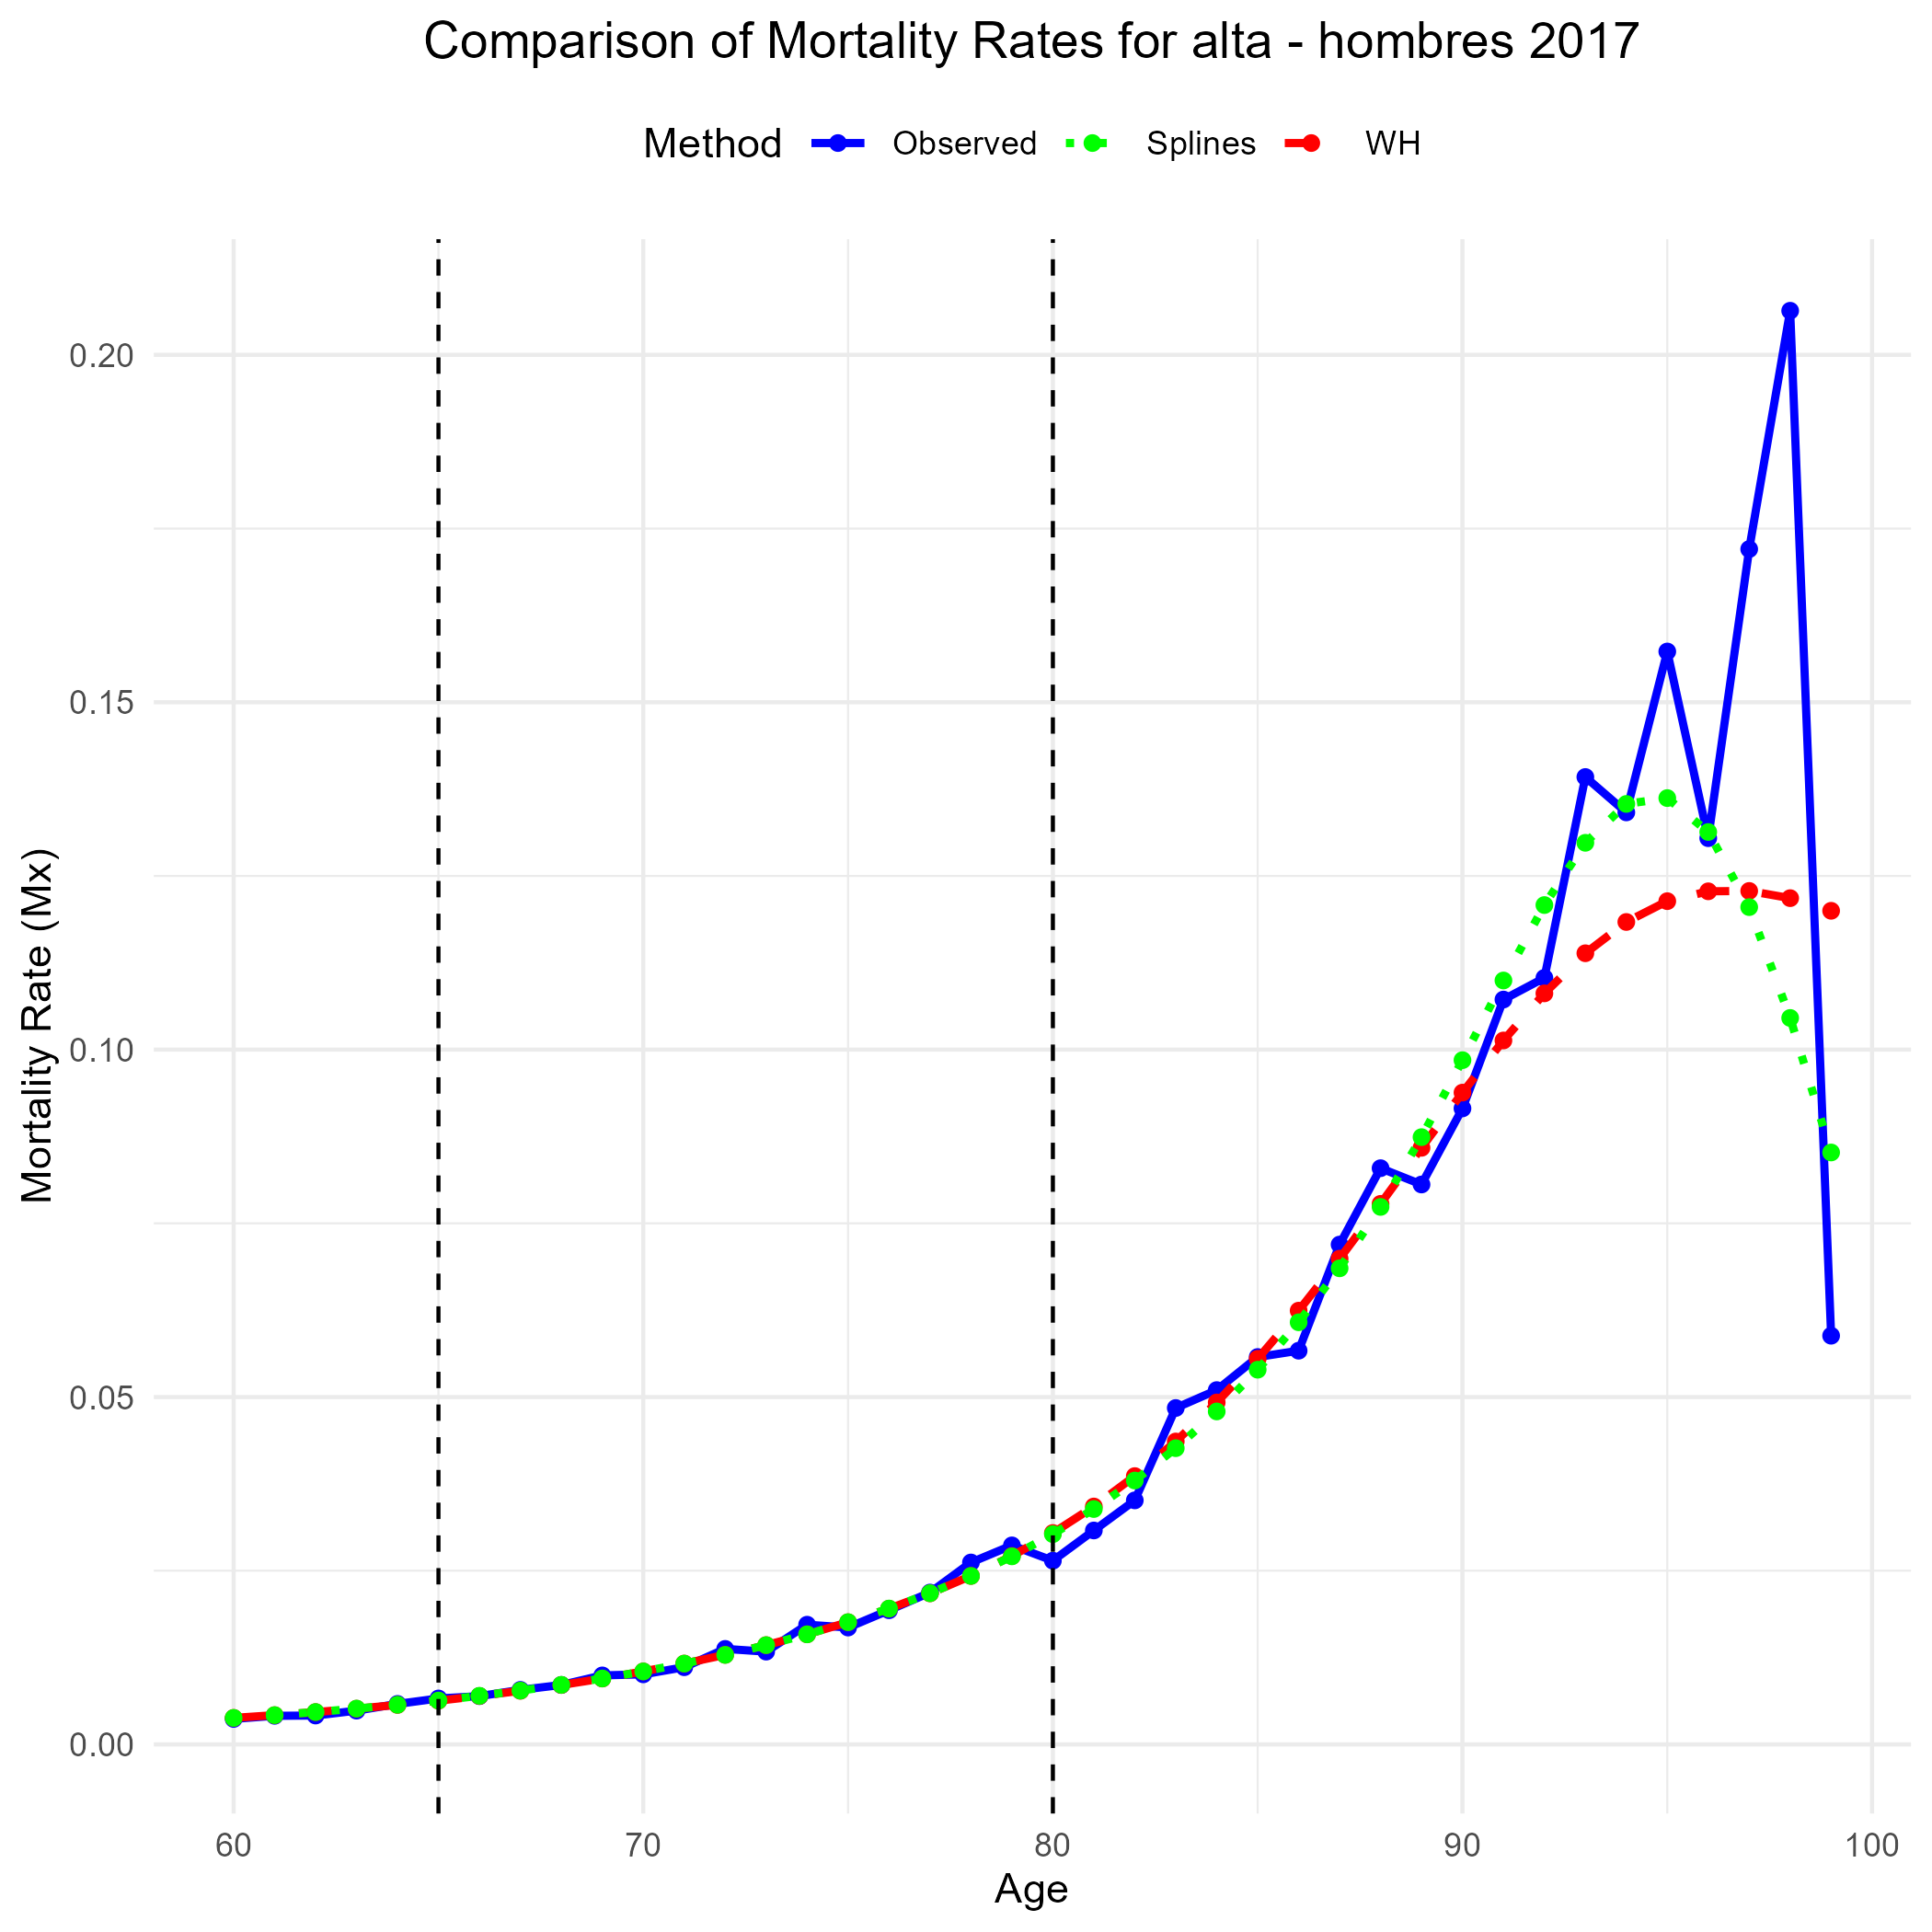 Comparison of Mortality Rates for alta - hombres 2017
Method Observed Splines WH
Mortality Rate (Mx)
0.20
0.15
0.10
0.05
0.00
60 70 80 90 100
Age